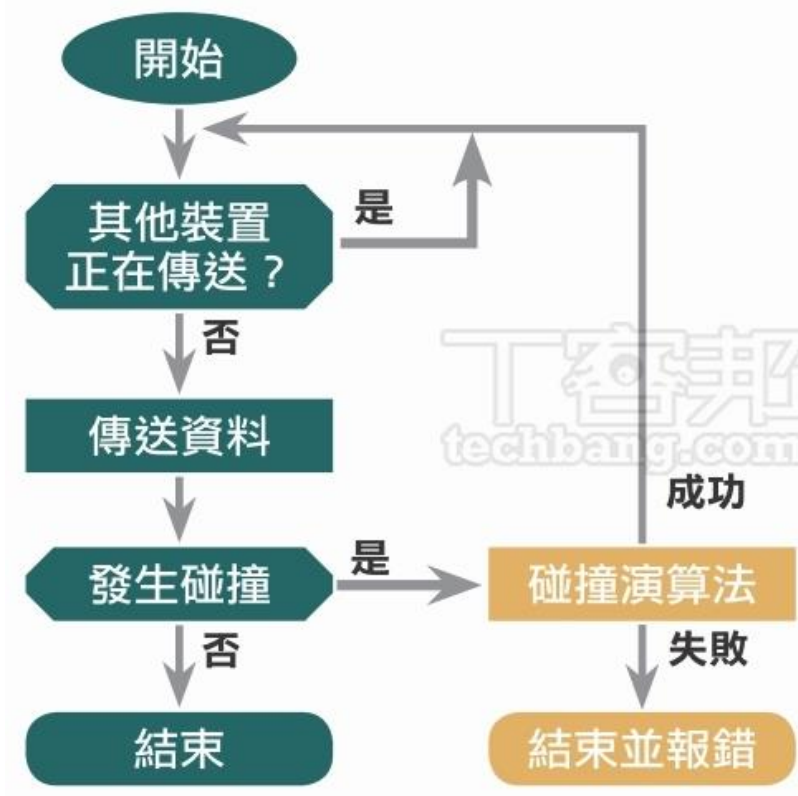 開始
其他裝置
正在傳送？
是
否
傳送資料
T客邦
techbang.com
成功
發生碰撞
是
碰撞演算法
否
失敗
結束
結束並報錯